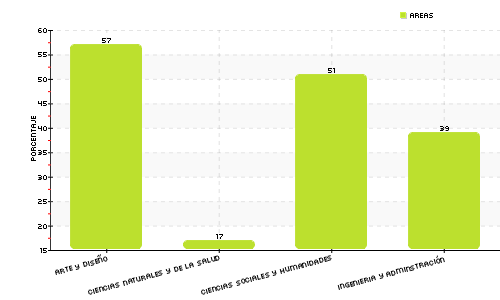 AREAS
PORCENTAJE
60
55
50
45
40
35
30
25
20
15
57
17
51
39
ARTE Y DISEÑO
CIENCIAS NATURALES Y DE LA SALUD
CIENCIAS SOCIALES Y HUMANIDADES
INGENIERIA Y ADMINSTRACIÓN